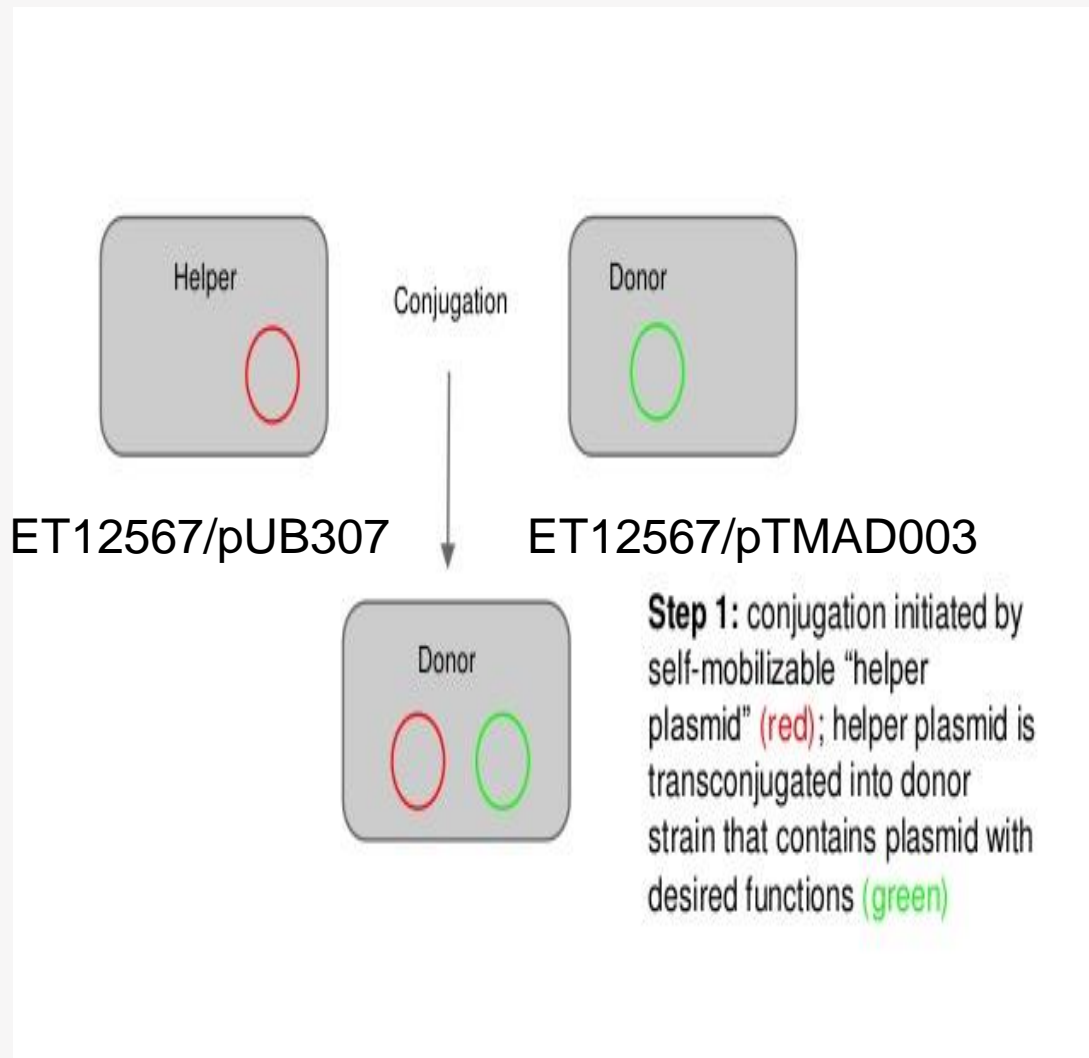 Helper
Conjugation
Donor
ET12567/pUB307
ET12567/pTMAD003
Donor
Step 1: conjugation initiated by
self-mobilizable “helper
plasmid” (red); helper plasmid is
transconjugated into donor
strain that contains plasmid with
desired functions (green)